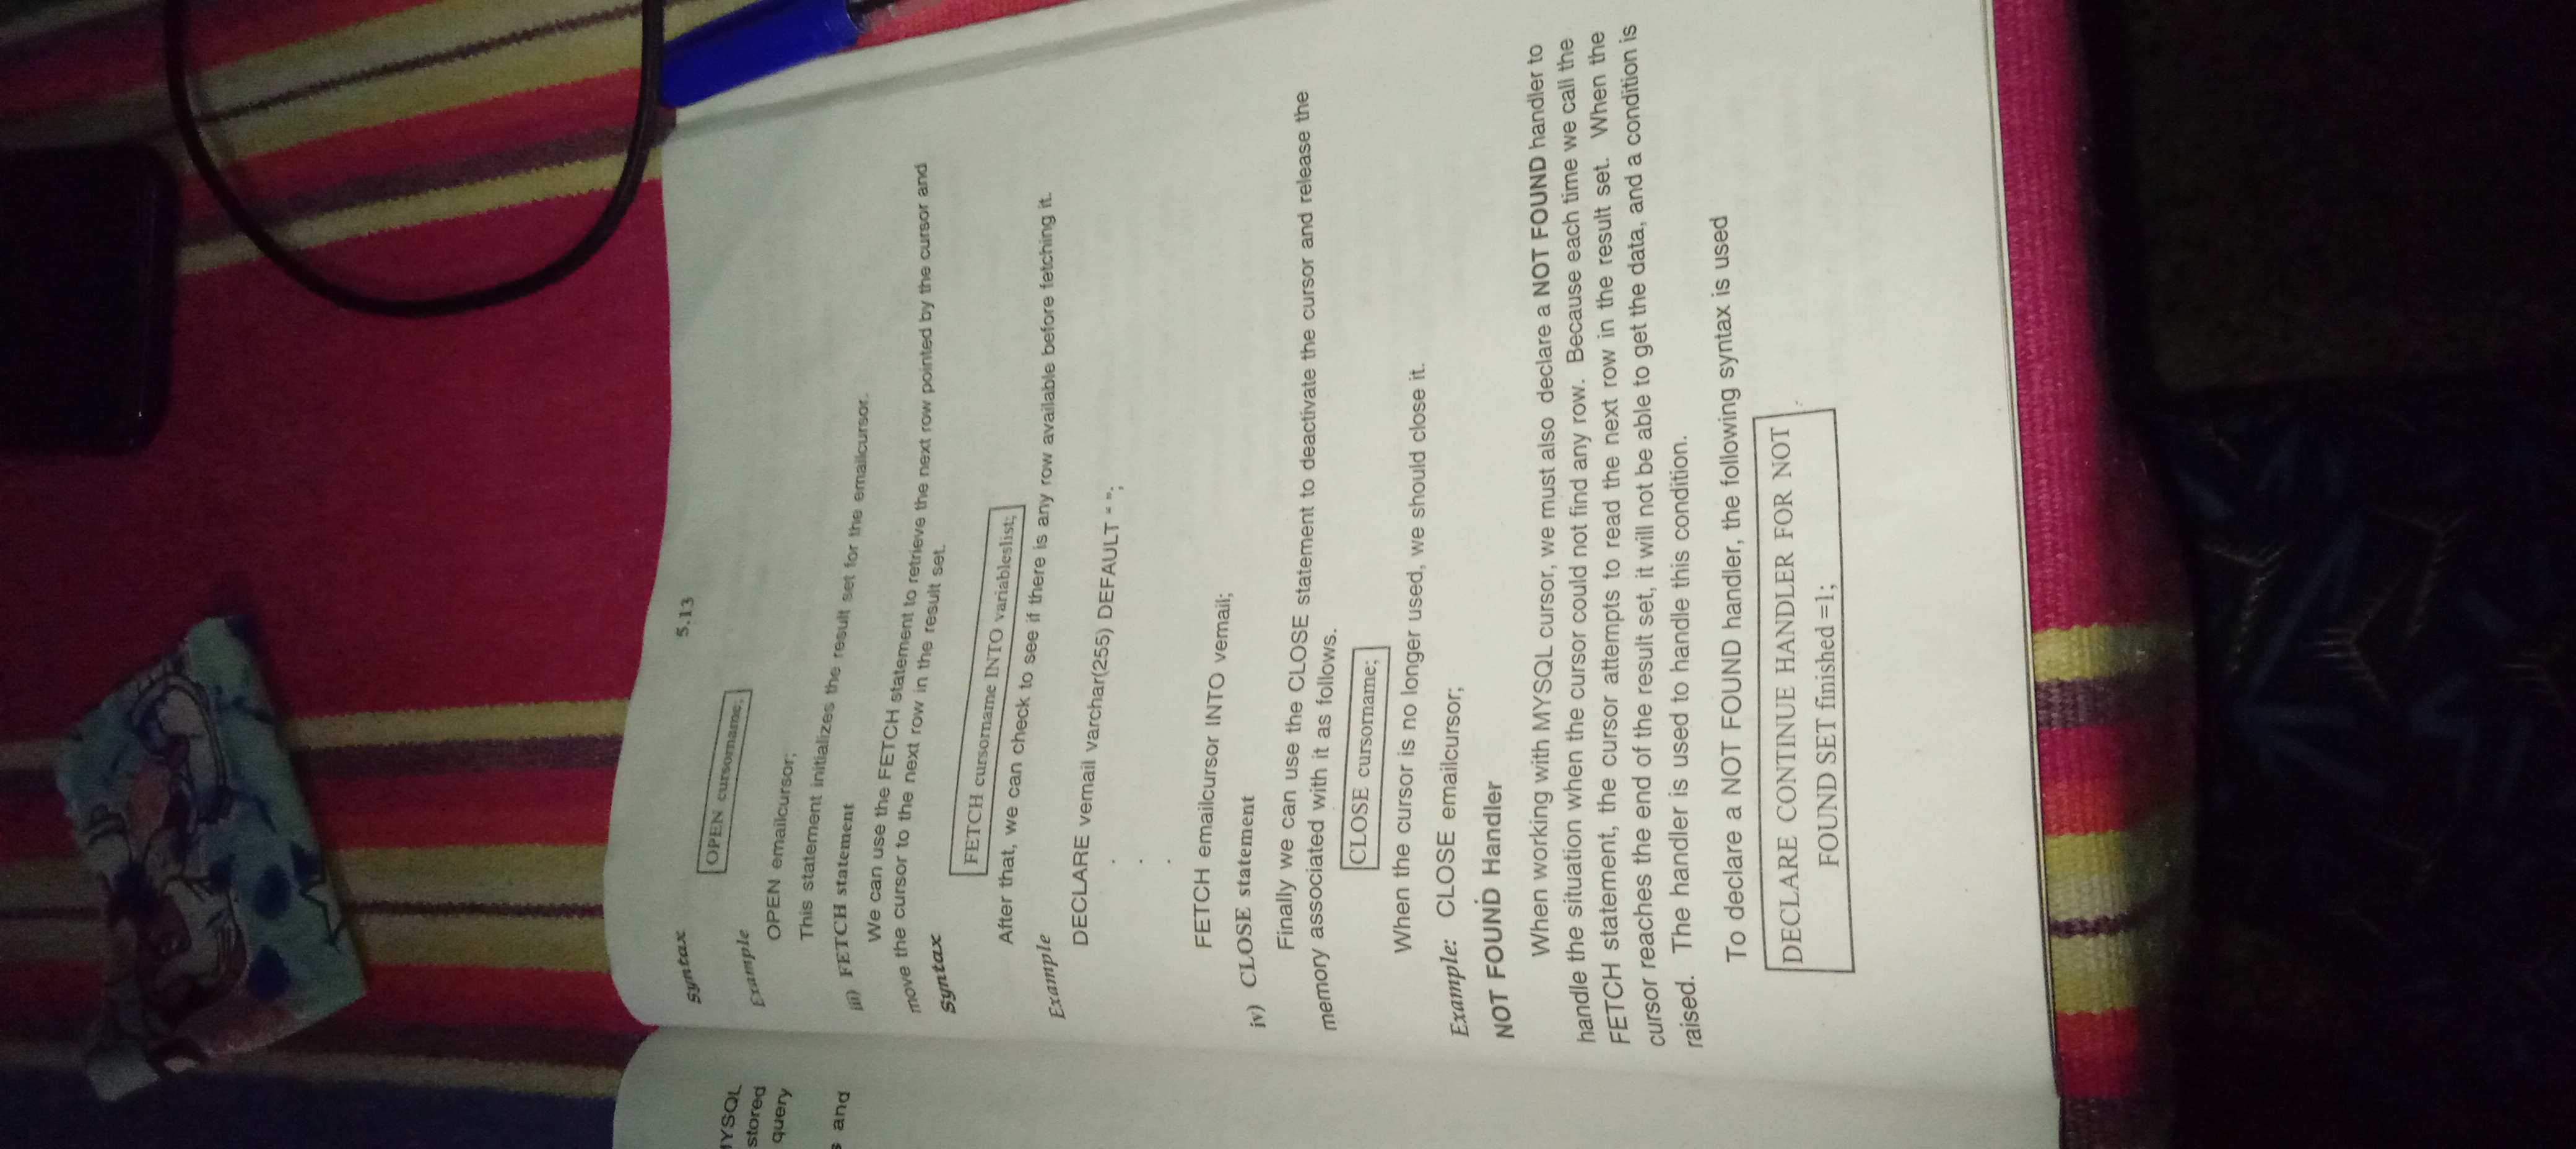 MYSQL
stored
query
s and
5.13
Syntax
OPEN cursorname;
Example
OPEN emailcursor;
This statement initializes the result set for the emailcursor.
iii) FETCH statement
We can use the FETCH statement to retrieve the next row pointed by the cursor and
move the cursor to the next row in the result set.
Syntax
FETCH cursorname INTO variableslist;
After that, we can check to see if there is any row available before fetching it.
Example
DECLARE vemail varchar(255) DEFAULT “ ”;
.
.
.
FETCH emailcursor INTO vemail;
iv) CLOSE statement
Finally we can use the CLOSE statement to deactivate the cursor and release the
memory associated with it as follows.
CLOSE cursorname;
When the cursor is no longer used, we should close it.
Example: CLOSE emailcursor;
NOT FOUND Handler
When working with MYSQL cursor, we must also declare a NOT FOUND handler to
handle the situation when the cursor could not find any row. Because each time we call the
FETCH statement, the cursor attempts to read the next row in the result set. When the
cursor reaches the end of the result set, it will not be able to get the data, and a condition is
raised. The handler is used to handle this condition.
To declare a NOT FOUND handler, the following syntax is used
DECLARE CONTINUE HANDLER FOR NOT
FOUND SET finished =1;